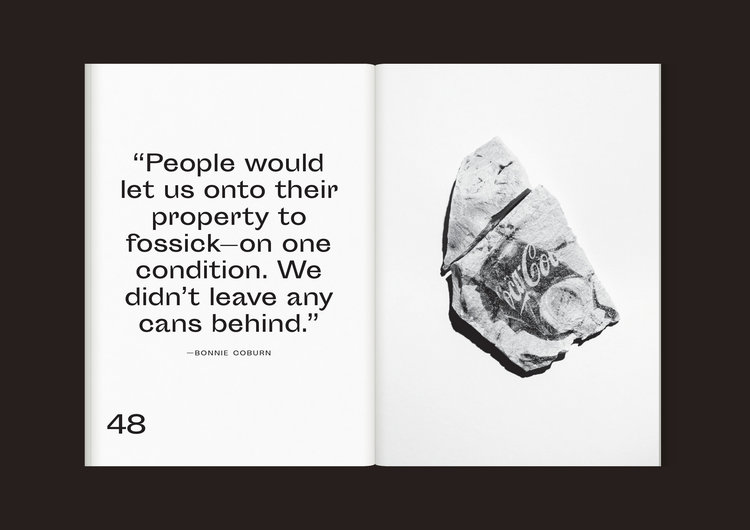 “People would
let us onto their
property to
fossick—on one
condition. We
didn’t leave any
cans behind.”
—BONNIE COBURN
48
Coca-Co